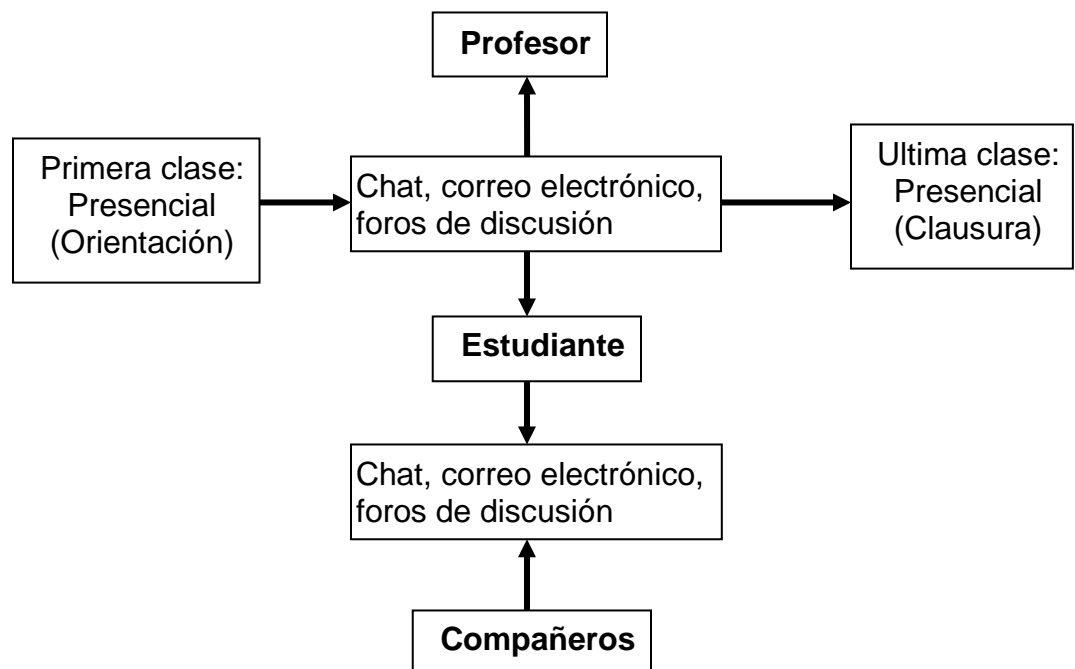 Profesor
Primera clase:
Presencial
(Orientación)
Chat, correo electrónico,
foros de discusión
Ultima clase:
Presencial
(Clausura)
Estudiante
Chat, correo electrónico,
foros de discusión
Compañeros